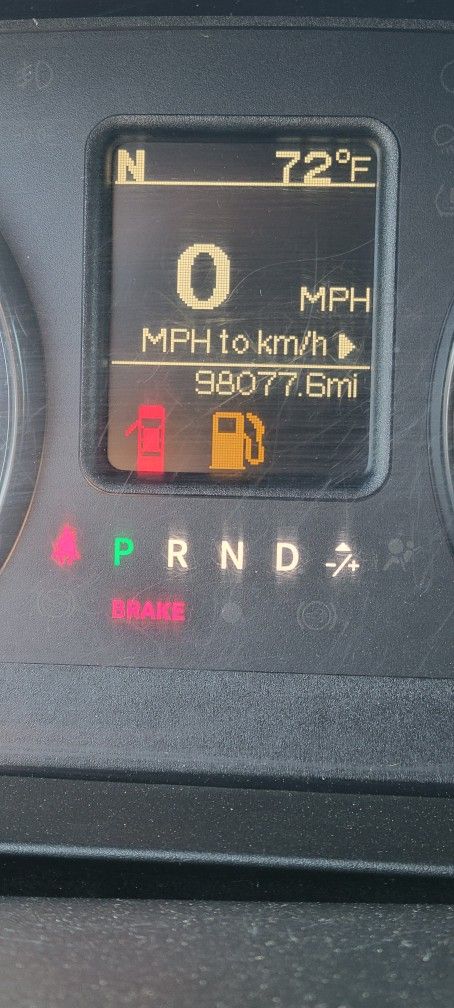 N 72°F
0 MPH
MPH to km/h
98077.6mi
P R N D -/+
BRAKE